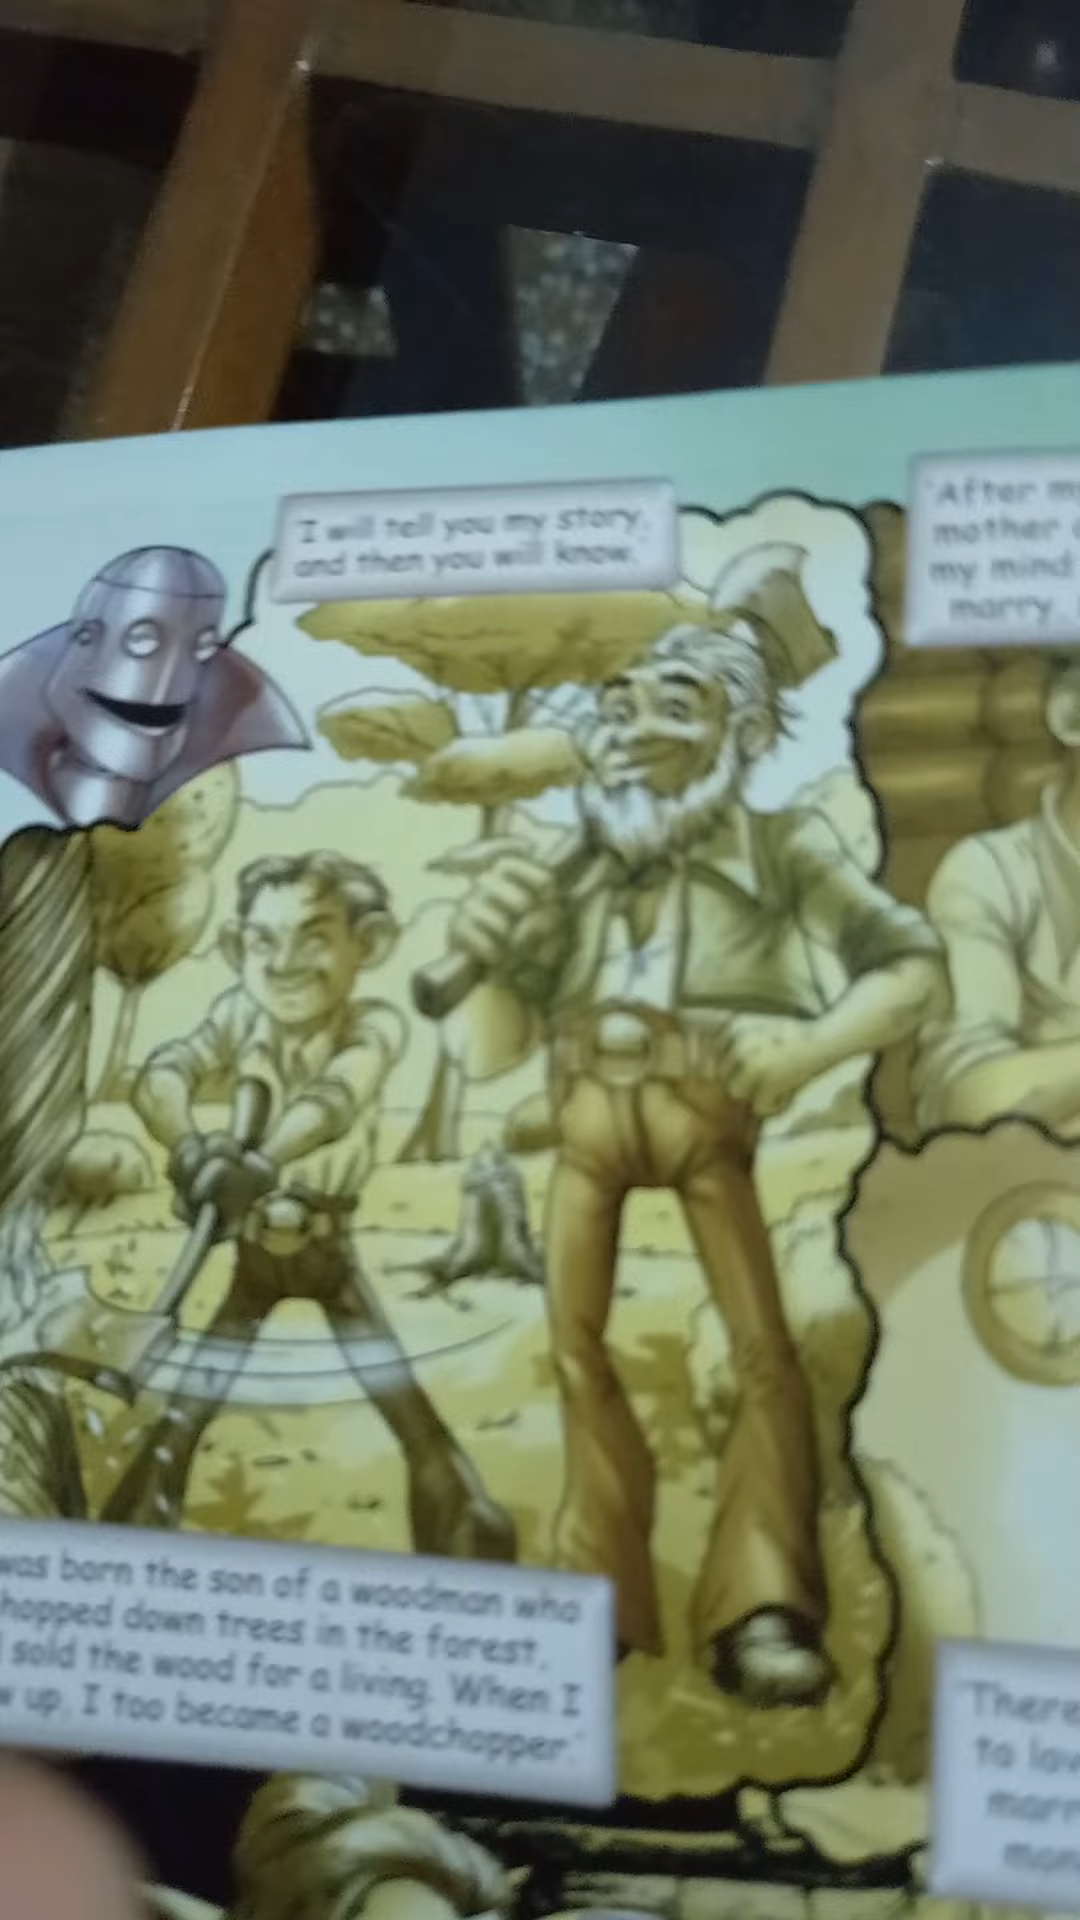 'I will tell you my story,
and then you will know.'
'After my
mother
my mind
marry.
was born the son of a woodman who
hopped down trees in the forest,
sold the wood for a living. When I
w up, I too became a woodchopper.'
'There
to lov
marr
mon